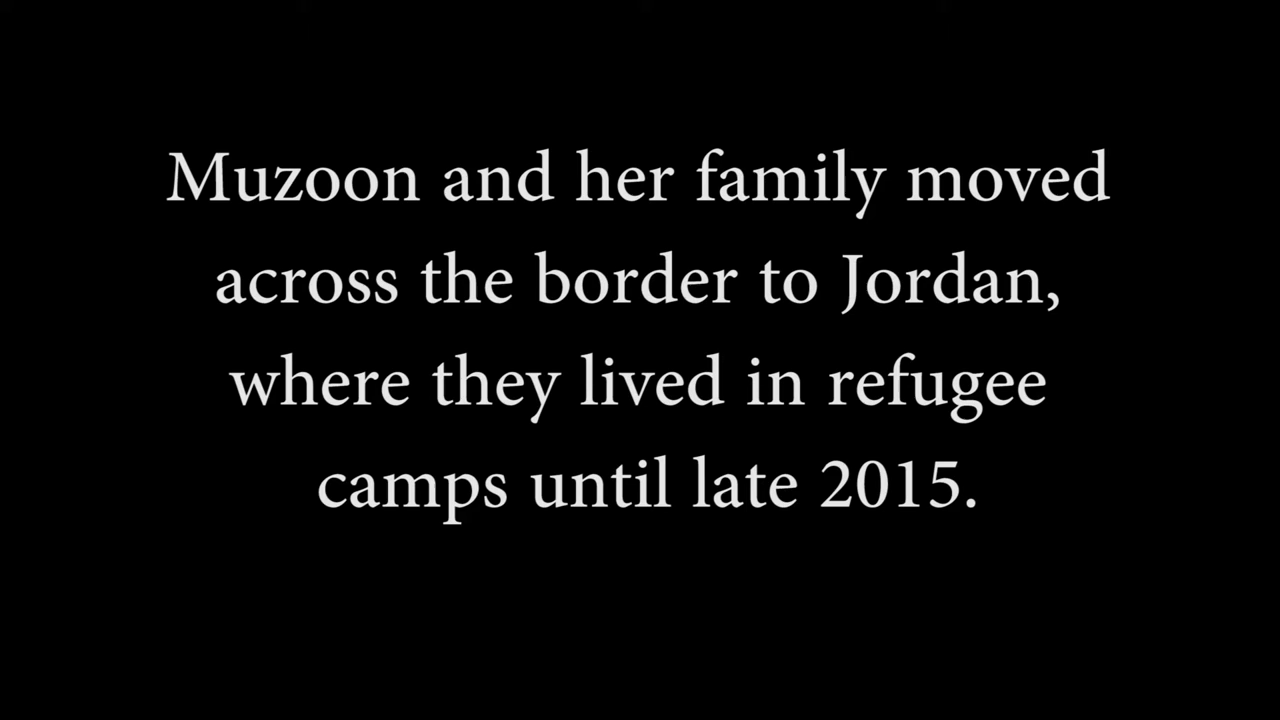 Muzoon and her family moved
across the border to Jordan,
where they lived in refugee
camps until late 2015.